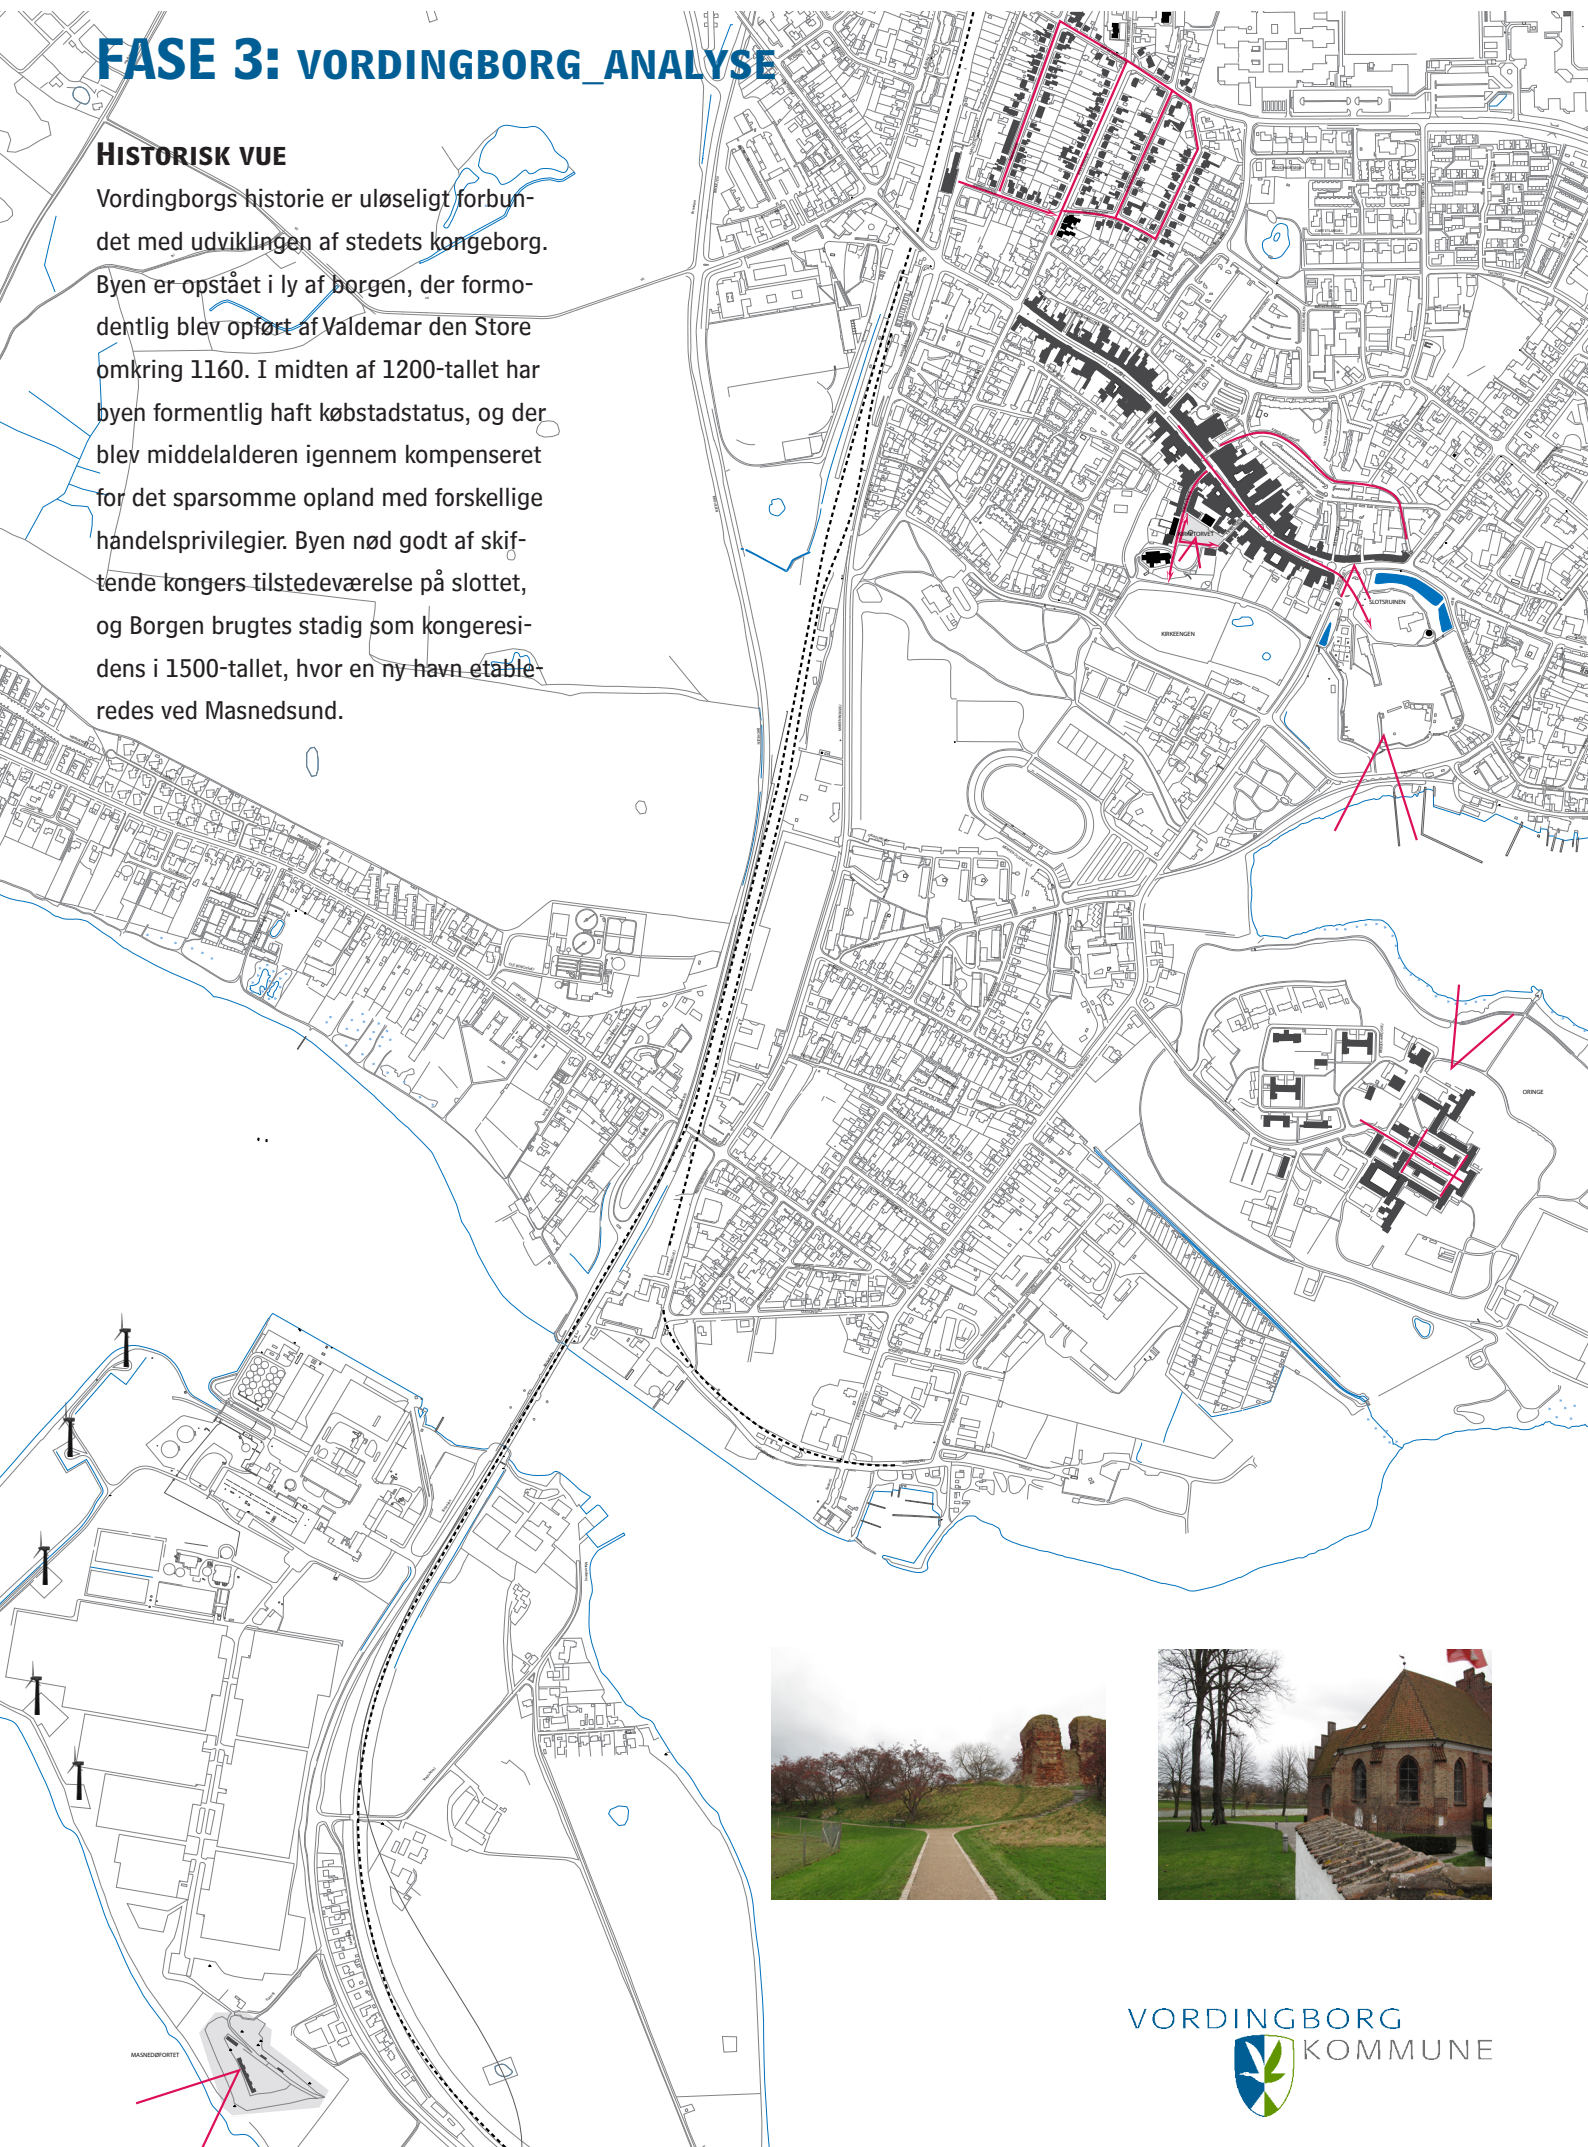 FASE 3: VORDINGBORG_ANALYSE
HISTORISK VUE
Vordingborgs historie er uløseligt forbun-
det med udviklingen af stedets kongeborg.
Byen er opstået i ly af borgen, der formo-
dentlig blev opført af Valdemar den Store
omkring 1160. I midten af 1200-tallet har
byen formentlig haft købstadstatus, og der
blev middelalderen igennem kompenseret
for det sparsomme opland med forskellige
handelsprivilegier. Byen nød godt af skif-
tende kongers tilstedeværelse på slottet,
og Borgen brugtes stadig som kongeresi-
dens i 1500-tallet, hvor en ny havn etable-
redes ved Masnedsund.
SLOTSRUINEN
KIRKEENGEN
ORINGE
MASNEDØFORTET
VORDINGBORG
KOMMUNE